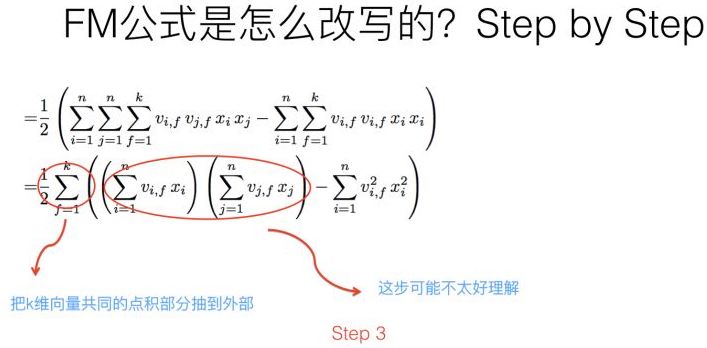 FM公式是怎么改写的？Step by Step
=\frac{1}{2} \left( \sum_{i=1}^{n} \sum_{j=1}^{n} \sum_{f=1}^{k} v_{i,f} v_{j,f} x_i x_j - \sum_{i=1}^{n} \sum_{f=1}^{k} v_{i,f} v_{i,f} x_i x_i \right)
=\frac{1}{2} \sum_{f=1}^{k} \left( \left( \sum_{i=1}^{n} v_{i,f} x_i \right) \left( \sum_{j=1}^{n} v_{j,f} x_j \right) - \sum_{i=1}^{n} v_{i,f}^2 x_i^2 \right)
这步可能不太好理解
把k维向量共同的点积部分抽到外部
Step 3